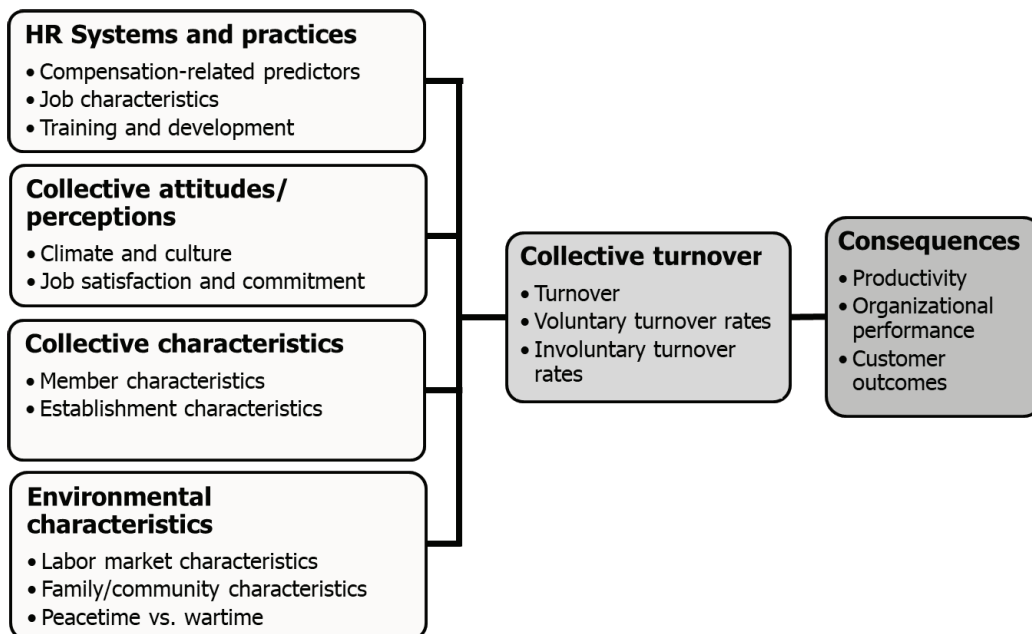 HR Systems and practices
• Compensation-related predictors
• Job characteristics
• Training and development
Collective attitudes/
perceptions
• Climate and culture
• Job satisfaction and commitment
Collective characteristics
• Member characteristics
• Establishment characteristics
Environmental
characteristics
• Labor market characteristics
• Family/community characteristics
• Peacetime vs. wartime
Collective turnover
• Turnover
• Voluntary turnover rates
• Involuntary turnover
rates
Consequences
• Productivity
• Organizational
performance
• Customer
outcomes